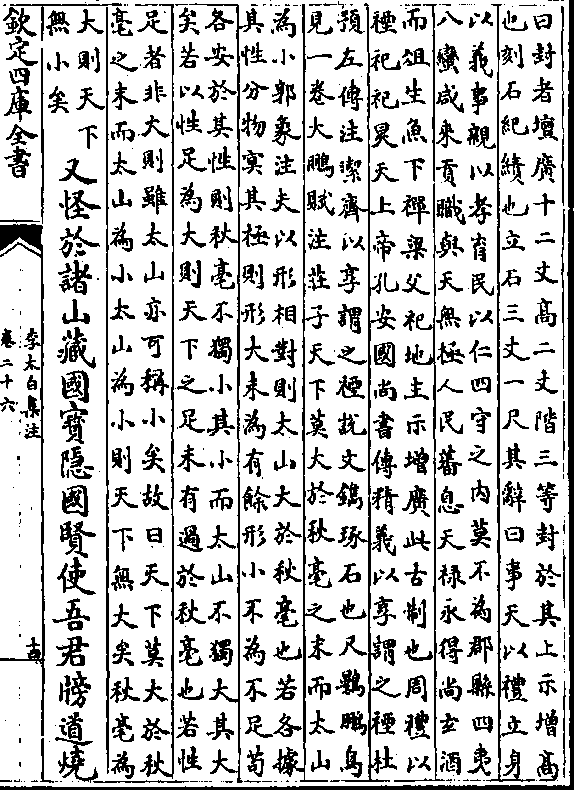 曰封者壇廣十二丈高二丈階三等封於其上示增高
也刻石紀績也立石三丈一尺其辭曰事天以禮立身
以義事親以孝育民以仁四守之內莫不為郡縣四夷
八蠻咸來貢職與天無極人民蕃息天禄永得尚玄酒
而俎生魚下禪梁父祀地主示增廣此古制也周禮以
禋祀祀昊天上帝孔安國尚書傳精義以享謂之禋杜
預左傳注潔齊以享謂之禋説文鐫琢石也尺鷃鵬鳥
見一卷大鵬賦注莊子天下莫大於秋毫之末而太山
為小郭象注夫以形相對則太山大於秋毫也若各據
其性分物冥其極則形大未為有餘形小不為不足苟
各安於其性則秋毫不獨小其小而太山不獨大其大
矣若以性足為大則天下之足未有過於秋毫也若性
足者非大則雖太山亦可稱小矣故曰天下莫大於秋
毫之末而太山為小太山為小則天下無大矣秋毫為
大則天下
無小矣
又怪於諸山藏國寳隱國賢使吾君牓道燒
欽定四庫全書
李太白集注
卷二十六
十四